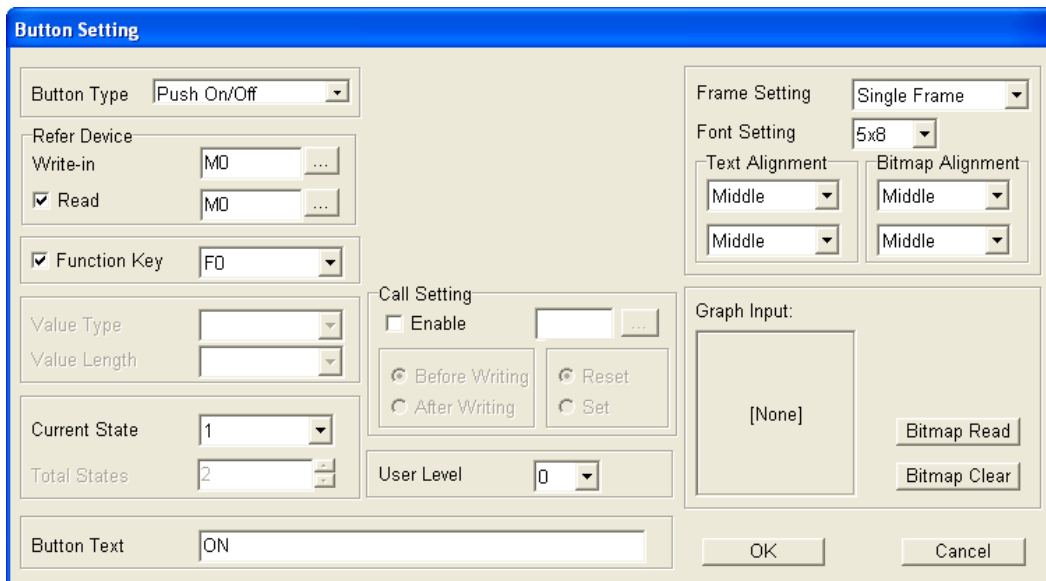 Button Setting
Button Type Push On/Off
Refer Device
Write-in M0 ...
Read M0 ...
Function Key F0
Value Type
Value Length
Current State 1
Total States 2
Button Text ON
Call Setting
Enable ...
Before Writing Reset
After Writing Set
User Level 0
Frame Setting Single Frame
Font Setting 5x8
Text Alignment Bitmap Alignment
Middle Middle
Middle Middle
Graph Input:
[None]
Bitmap Read
Bitmap Clear
OK Cancel